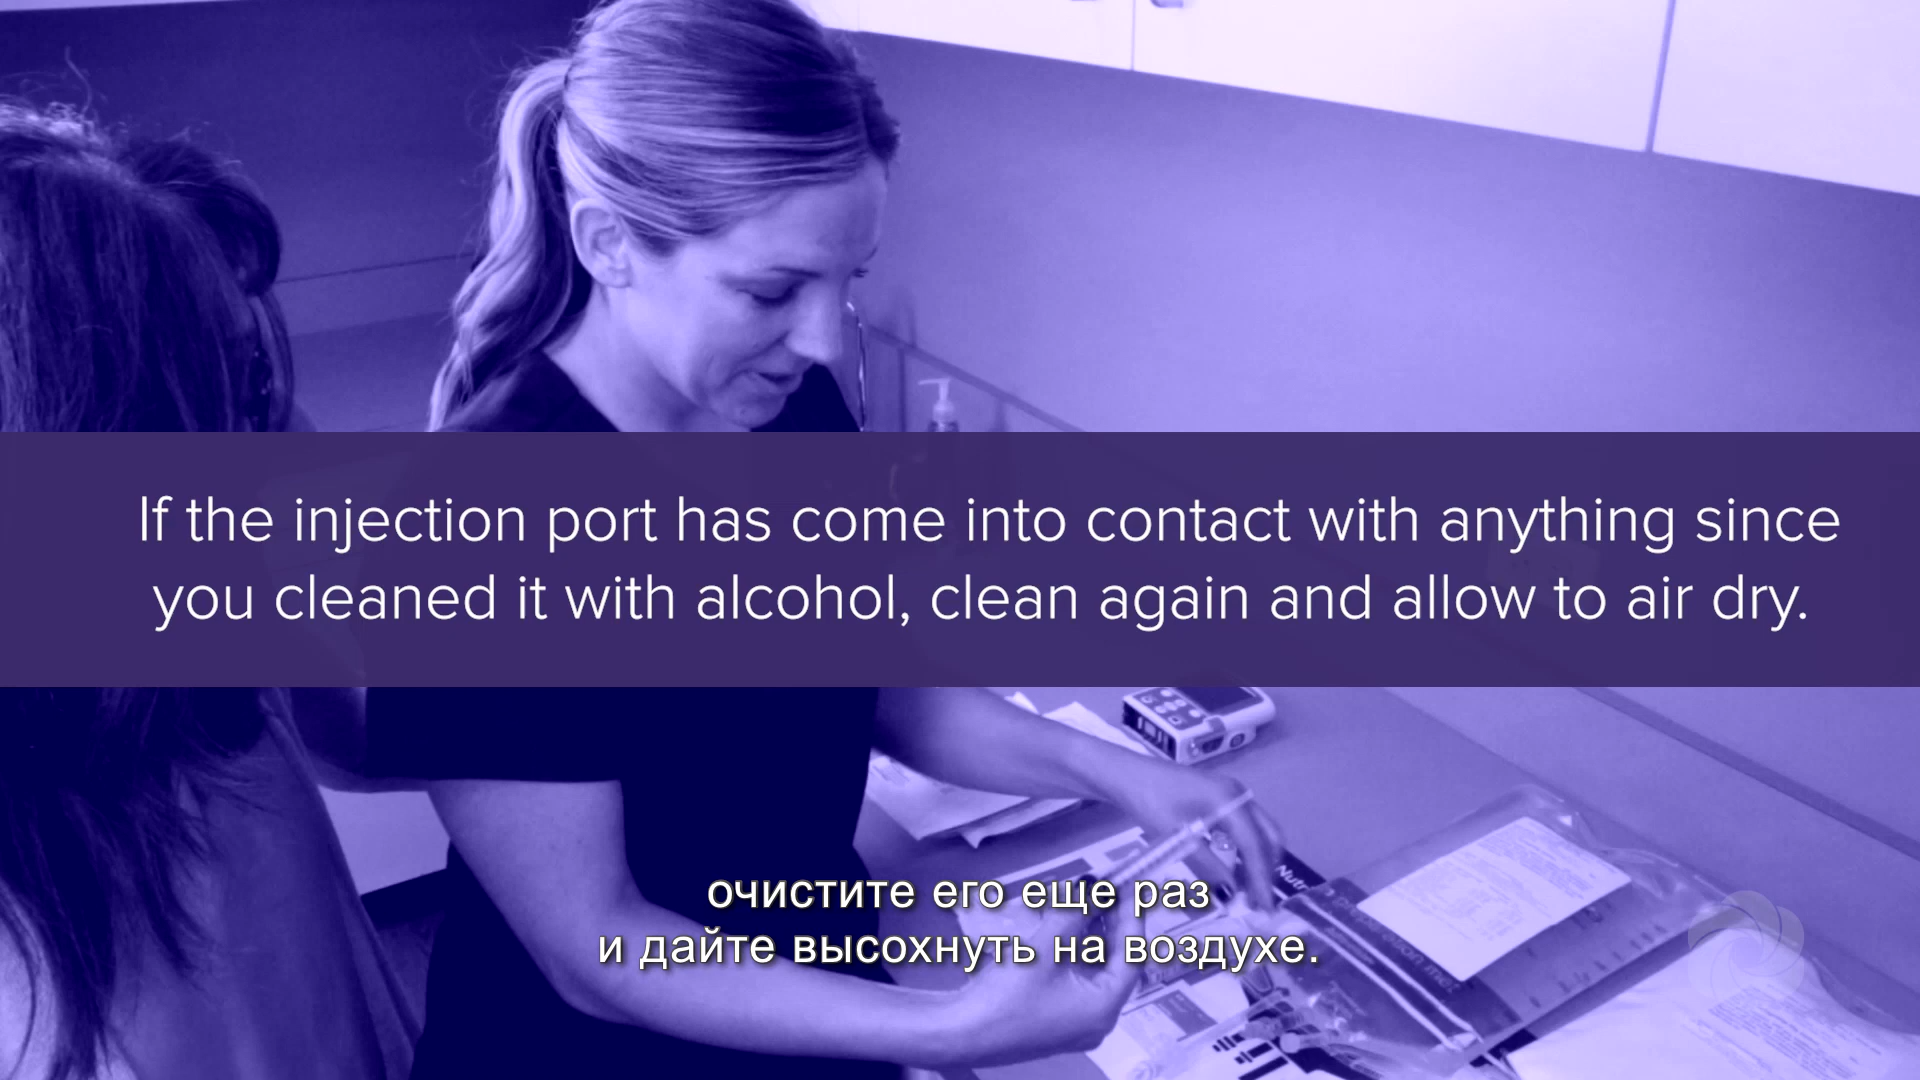 If the injection port has come into contact with anything since
you cleaned it with alcohol, clean again and allow to air dry.
очистите его еще раз
и дайте высохнуть на воздухе.